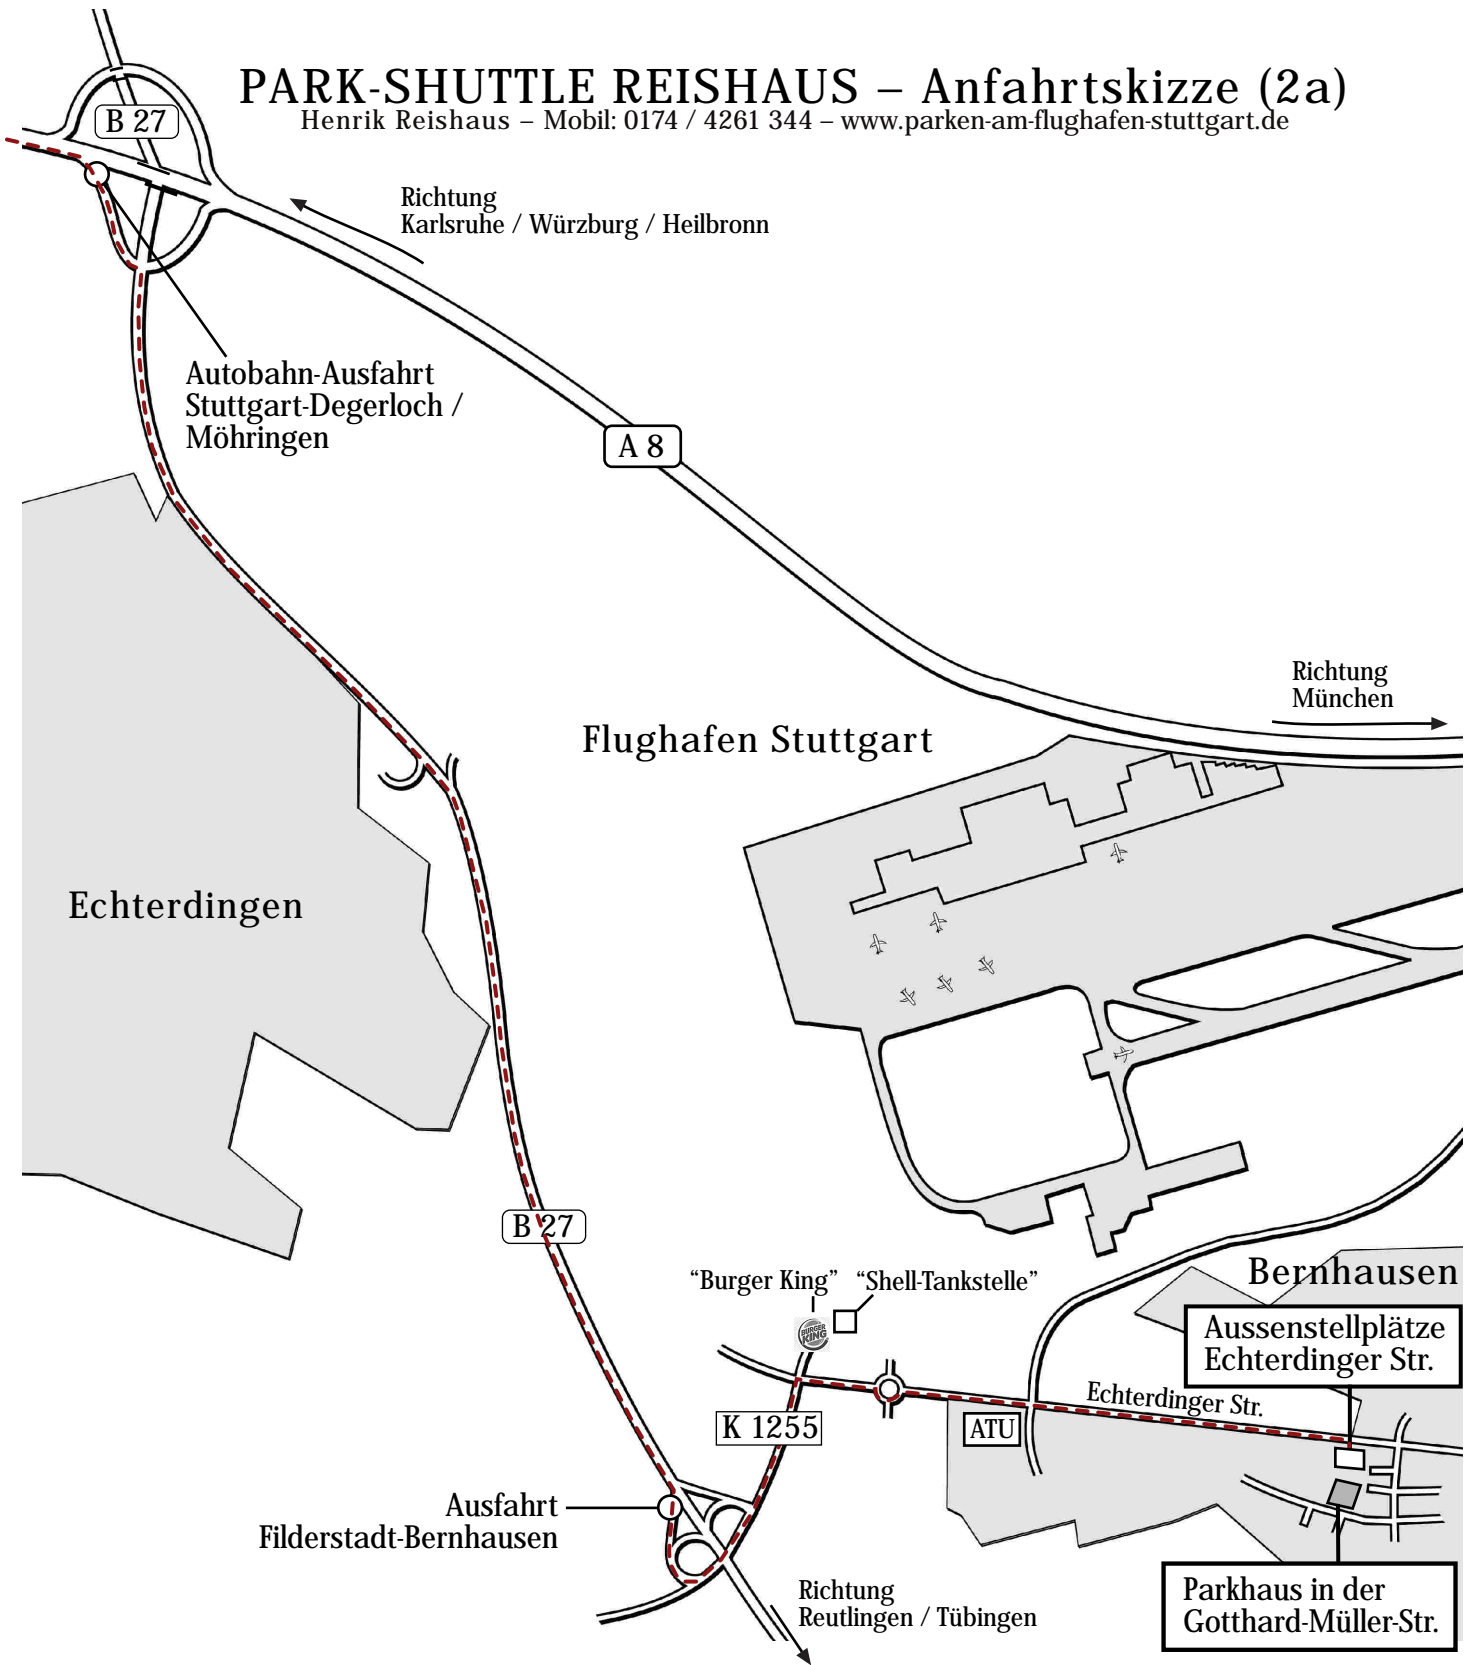 PARK-SHUTTLE REISHAUS – Anfahrtskizze (2a)
Henrik Reishaus – Mobil: 0174 / 4261 344 – www.parken-am-flughafen-stuttgart.de
B 27
Richtung
Karlsruhe / Würzburg / Heilbronn
Autobahn-Ausfahrt
Stuttgart-Degerloch /
Möhringen
A 8
Richtung
München
Flughafen Stuttgart
Echterdingen
B 27
“Burger King” “Shell-Tankstelle”
BURGER
KING
Bernhausen
Aussenstellplätze
Echterdinger Str.
Echterdinger Str.
K 1255
ATU
Ausfahrt
Filderstadt-Bernhausen
Richtung
Reutlingen / Tübingen
Parkhaus in der
Gotthard-Müller-Str.